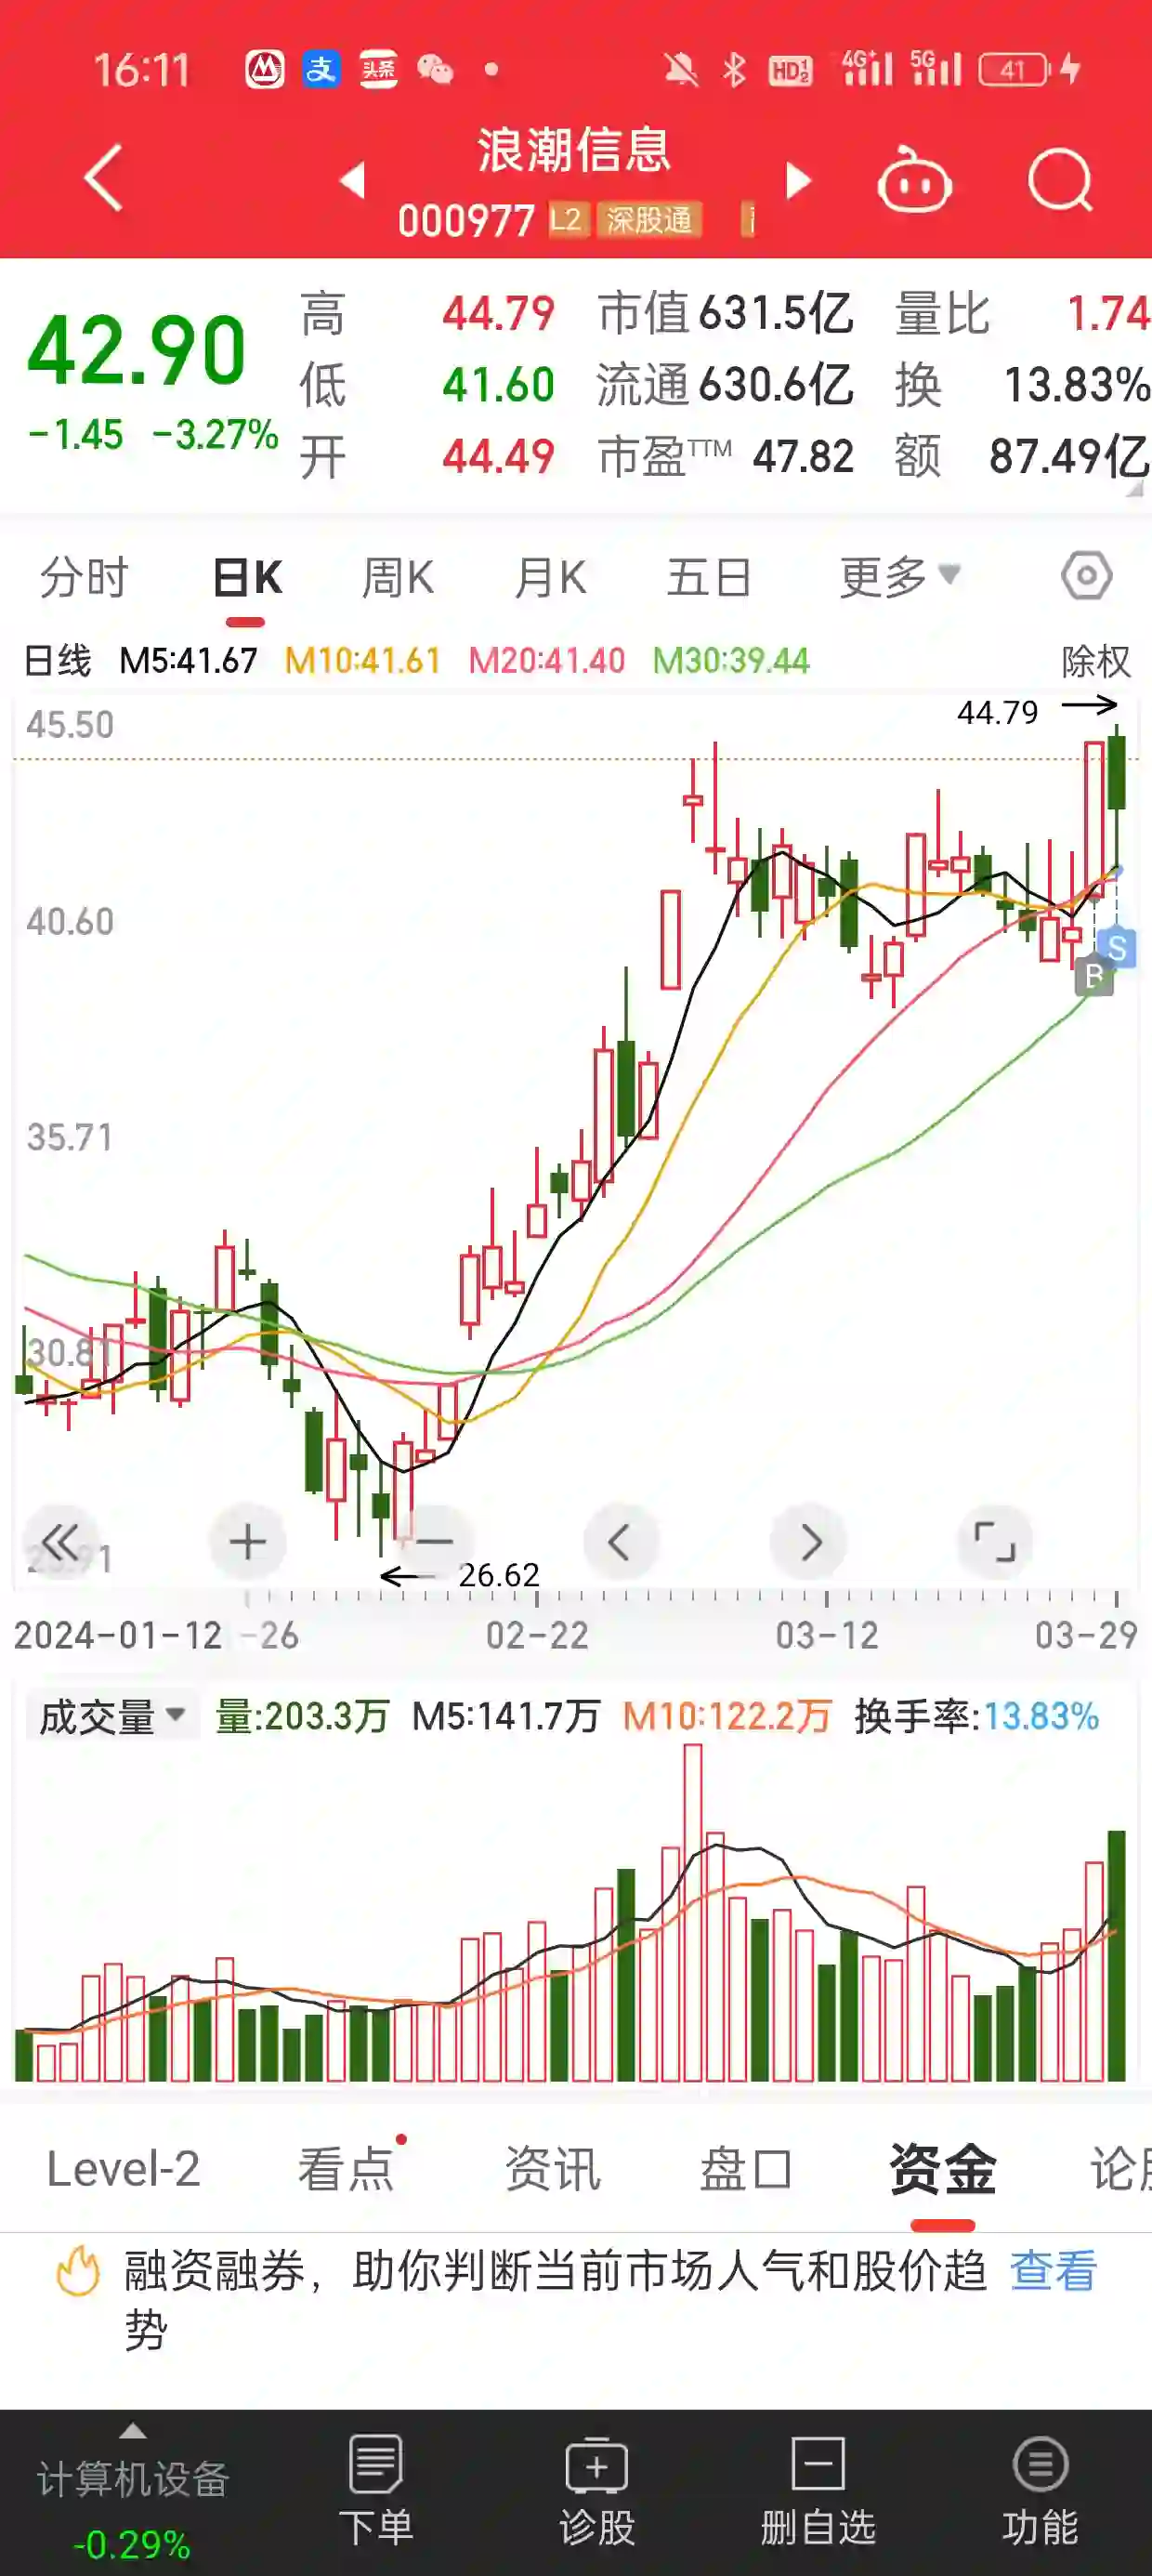 16:11 支 头条 HD1 2 4G+ 5G 41
浪潮信息
000977 L2 深股通
42.90
-1.45 -3.27%
高 44.79 市值 631.5亿 量比 1.74
低 41.60 流通 630.6亿 换 13.83%
开 44.49 市盈TTM 47.82 额 87.49亿
分时 日K 周K 月K 五日 更多
日线 M5:41.67 M10:41.61 M20:41.40 M30:39.44 除权
45.50
44.79
40.60
S
B
35.71
30.81
26.62
2024-01-12 -26 02-22 03-12 03-29
成交量 量:203.3万 M5:141.7万 M10:122.2万 换手率:13.83%
Level-2 看点 资讯 盘口 资金
融资融券，助你判断当前市场人气和股价趋 查看
势
计算机设备
-0.29%
下单 诊股 删自选 功能